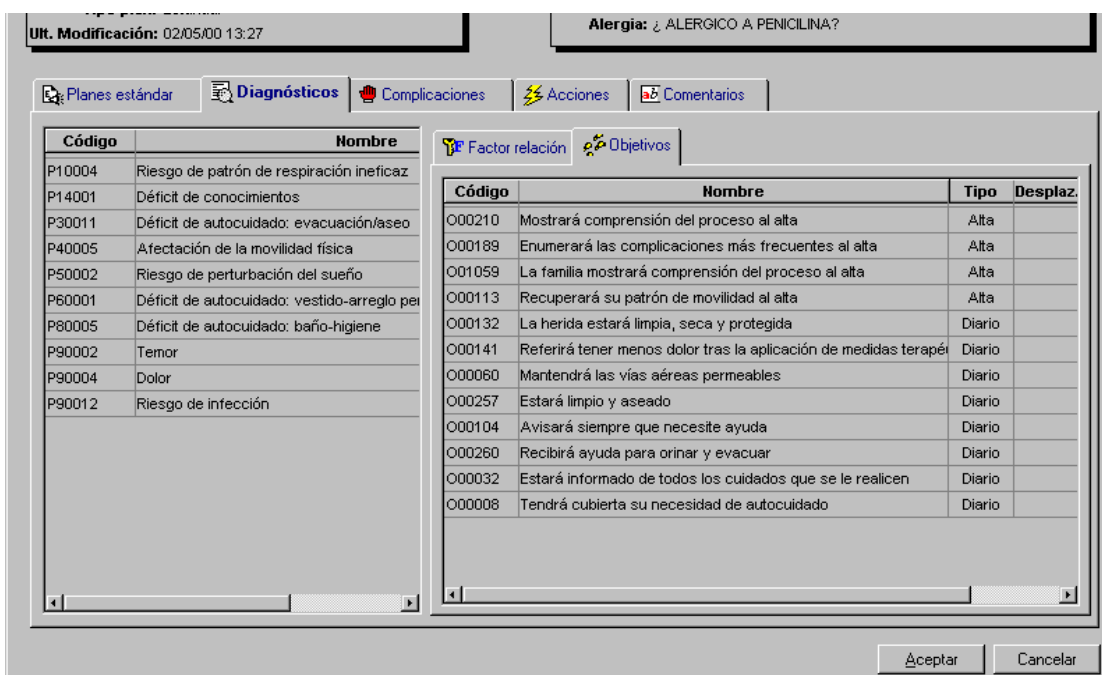 Tipo plan: Estándar
Ult. Modificación: 02/05/00 13:27
Alergia: ¿ ALERGICO A PENICILINA?
Planes estándar Diagnósticos Complicaciones Acciones ab Comentarios
Código Nombre
P10004 Riesgo de patrón de respiración ineficaz
P14001 Déficit de conocimientos
P30011 Déficit de autocuidado: evacuación/aseo
P40005 Afectación de la movilidad física
P50002 Riesgo de perturbación del sueño
P60001 Déficit de autocuidado: vestido-arreglo per
P80005 Déficit de autocuidado: baño-higiene
P90002 Temor
P90004 Dolor
P90012 Riesgo de infección
F Factor relación Objetivos
Código Nombre Tipo Desplaz.
O00210 Mostrará comprensión del proceso al alta Alta
O00189 Enumerará las complicaciones más frecuentes al alta Alta
O01059 La familia mostrará comprensión del proceso al alta Alta
O00113 Recuperará su patrón de movilidad al alta Alta
O00132 La herida estará limpia, seca y protegida Diario
O00141 Referirá tener menos dolor tras la aplicación de medidas terapéu Diario
O00060 Mantendrá las vías aéreas permeables Diario
O00257 Estará limpio y aseado Diario
O00104 Avisará siempre que necesite ayuda Diario
O00260 Recibirá ayuda para orinar y evacuar Diario
O00032 Estará informado de todos los cuidados que se le realicen Diario
O00008 Tendrá cubierta su necesidad de autocuidado Diario
Aceptar Cancelar